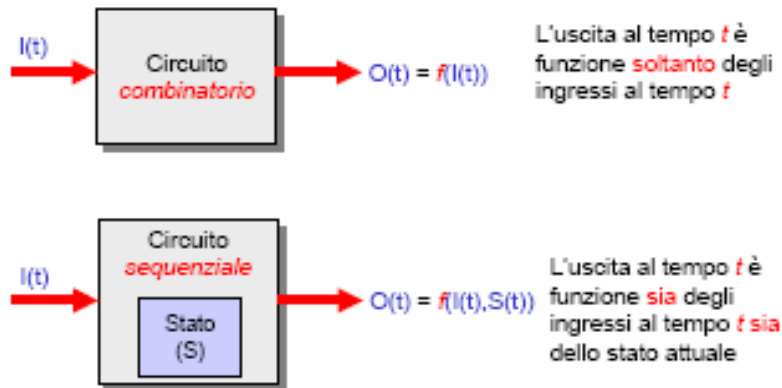 I(t)
Circuito
combinatorio
O(t) = f(I(t))
L'uscita al tempo t è
funzione soltanto degli
ingressi al tempo t
I(t)
Circuito
sequenziale
Stato
(S)
O(t) = f(I(t),S(t))
L'uscita al tempo t è
funzione sia degli
ingressi al tempo t sia
dello stato attuale